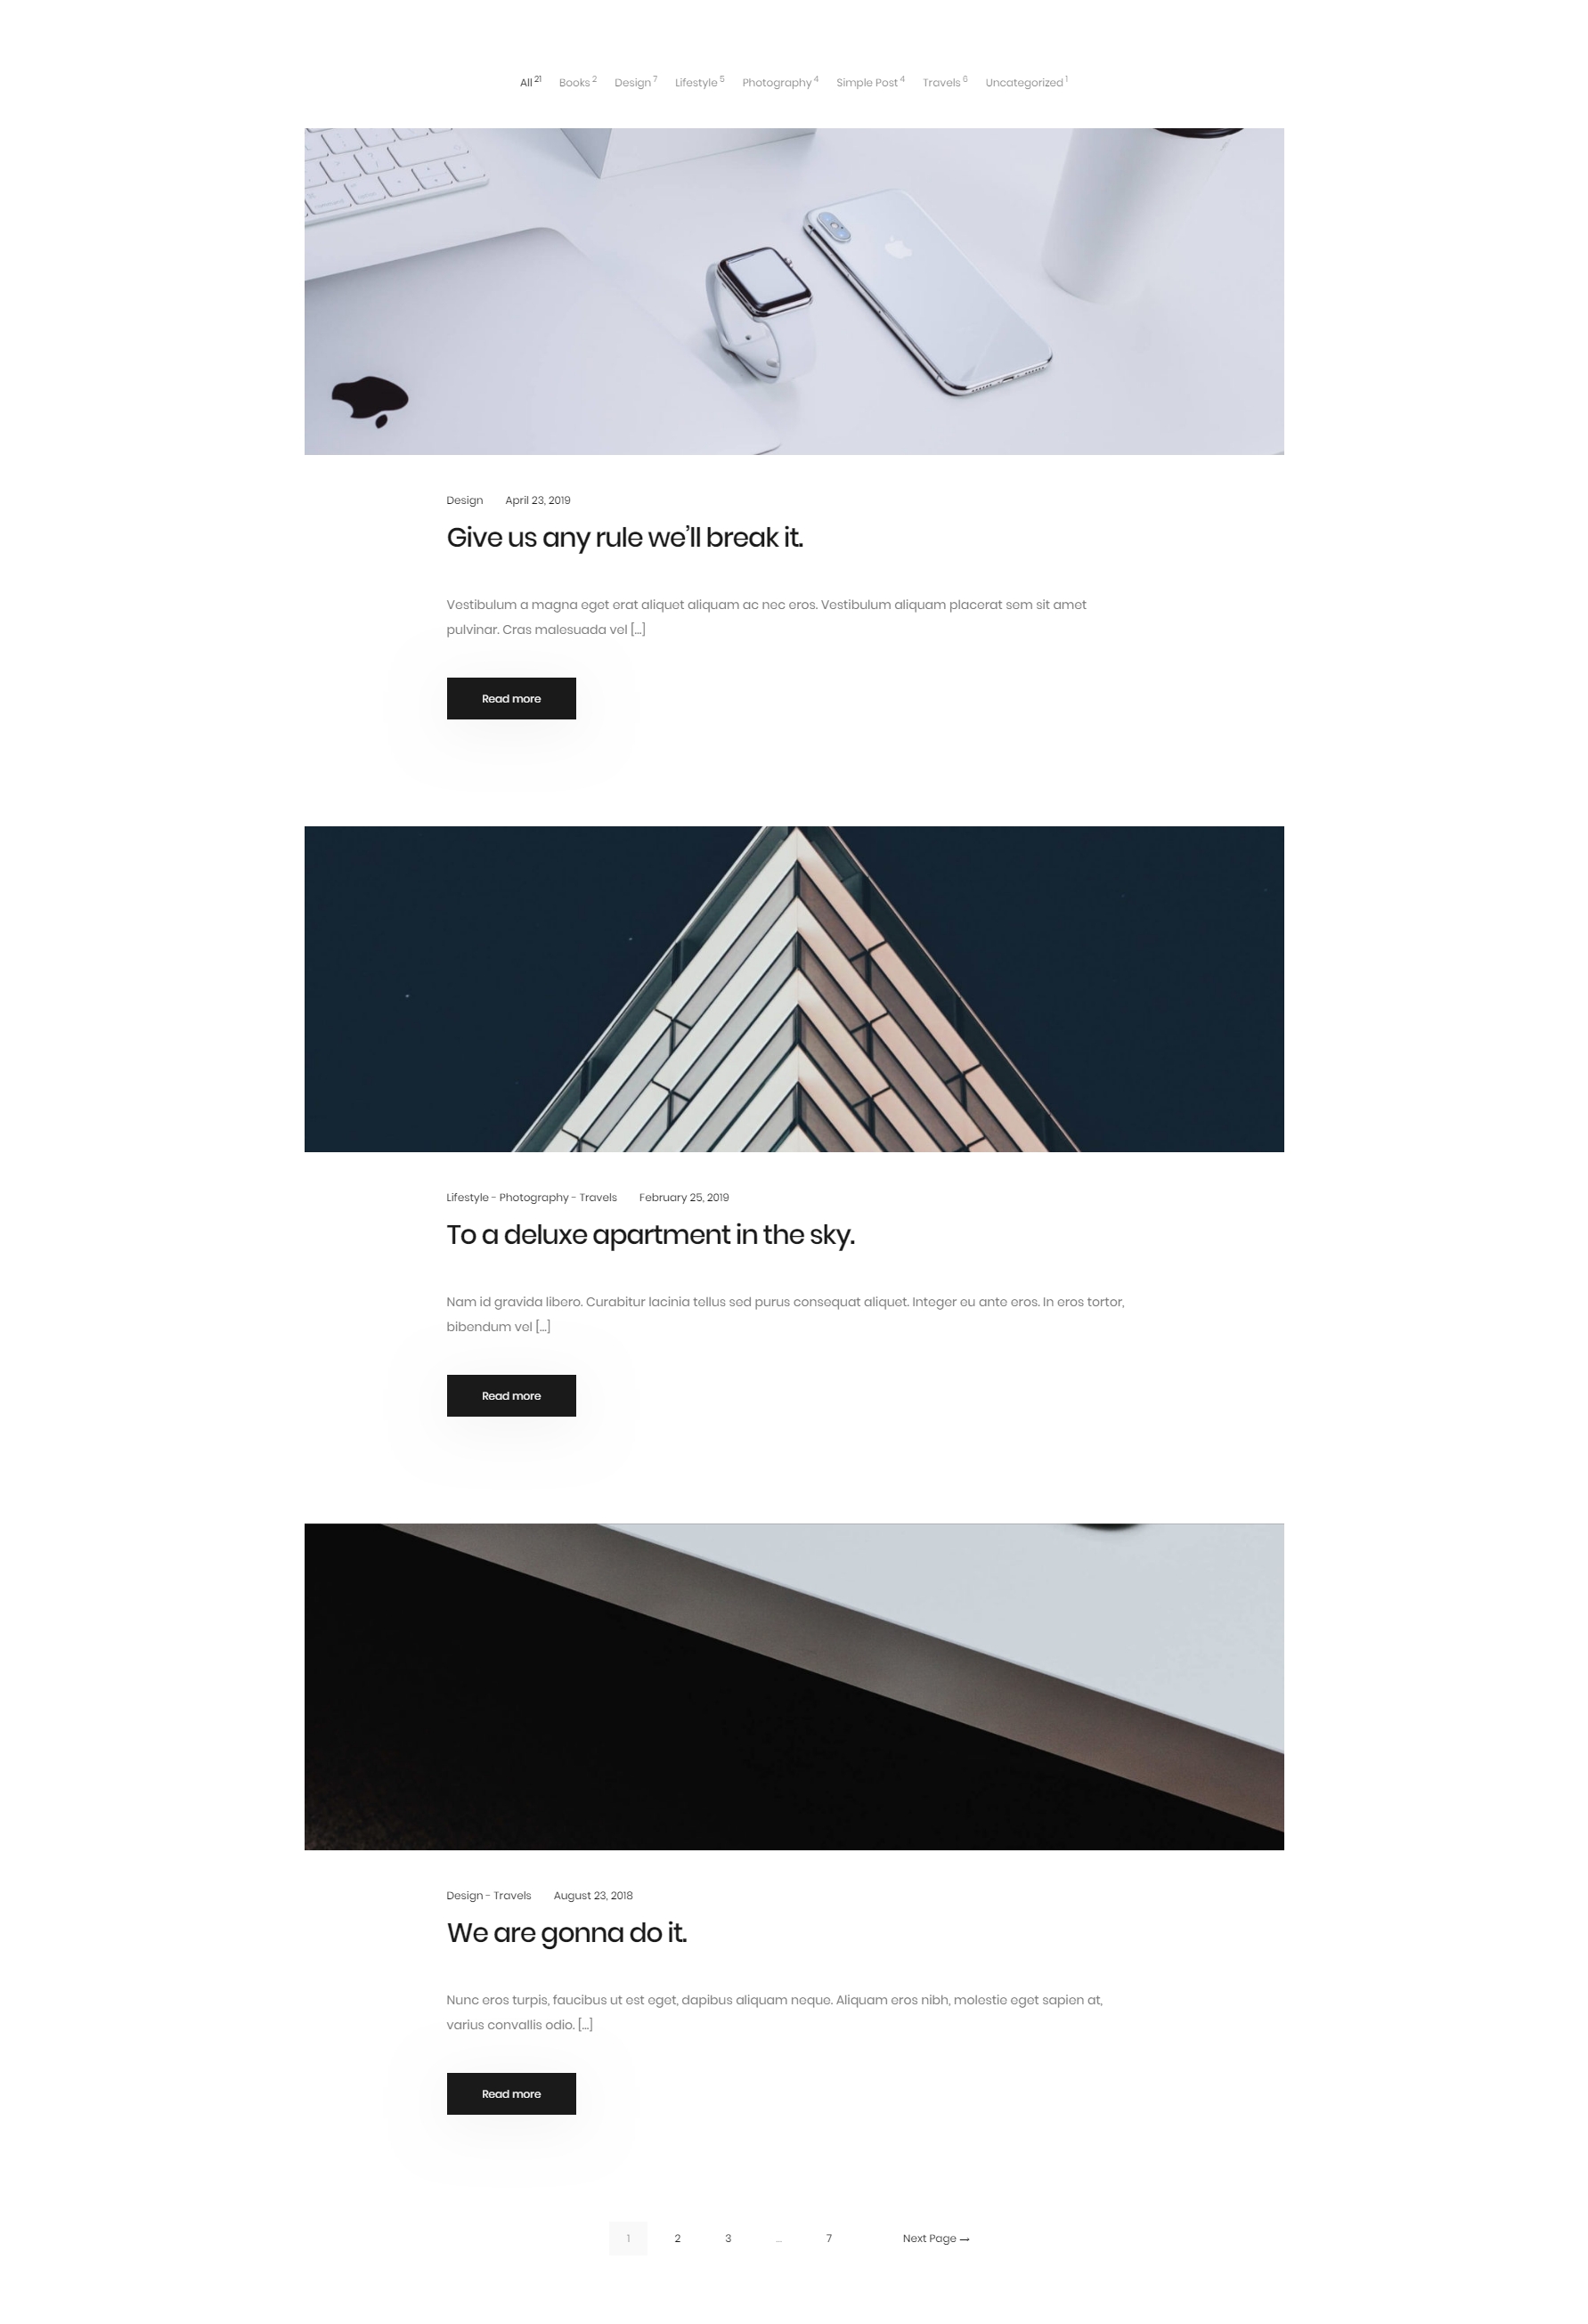 All 21 Books 2 Design 7 Lifestyle 5 Photography 4 Simple Post 4 Travels 6 Uncategorized 1
Design April 23, 2019
Give us any rule we’ll break it.
Vestibulum a magna eget erat aliquet aliquam ac nec eros. Vestibulum aliquam placerat sem sit amet
pulvinar. Cras malesuada vel [...]
Read more
Lifestyle - Photography - Travels February 25, 2019
To a deluxe apartment in the sky.
Nam id gravida libero. Curabitur lacinia tellus sed purus consequat aliquet. Integer eu ante eros. In eros tortor,
bibendum vel [...]
Read more
Design - Travels August 23, 2018
We are gonna do it.
Nunc eros turpis, faucibus ut est eget, dapibus aliquam neque. Aliquam eros nibh, molestie eget sapien at,
varius convallis odio. [...]
Read more
1 2 3 ... 7 Next Page →